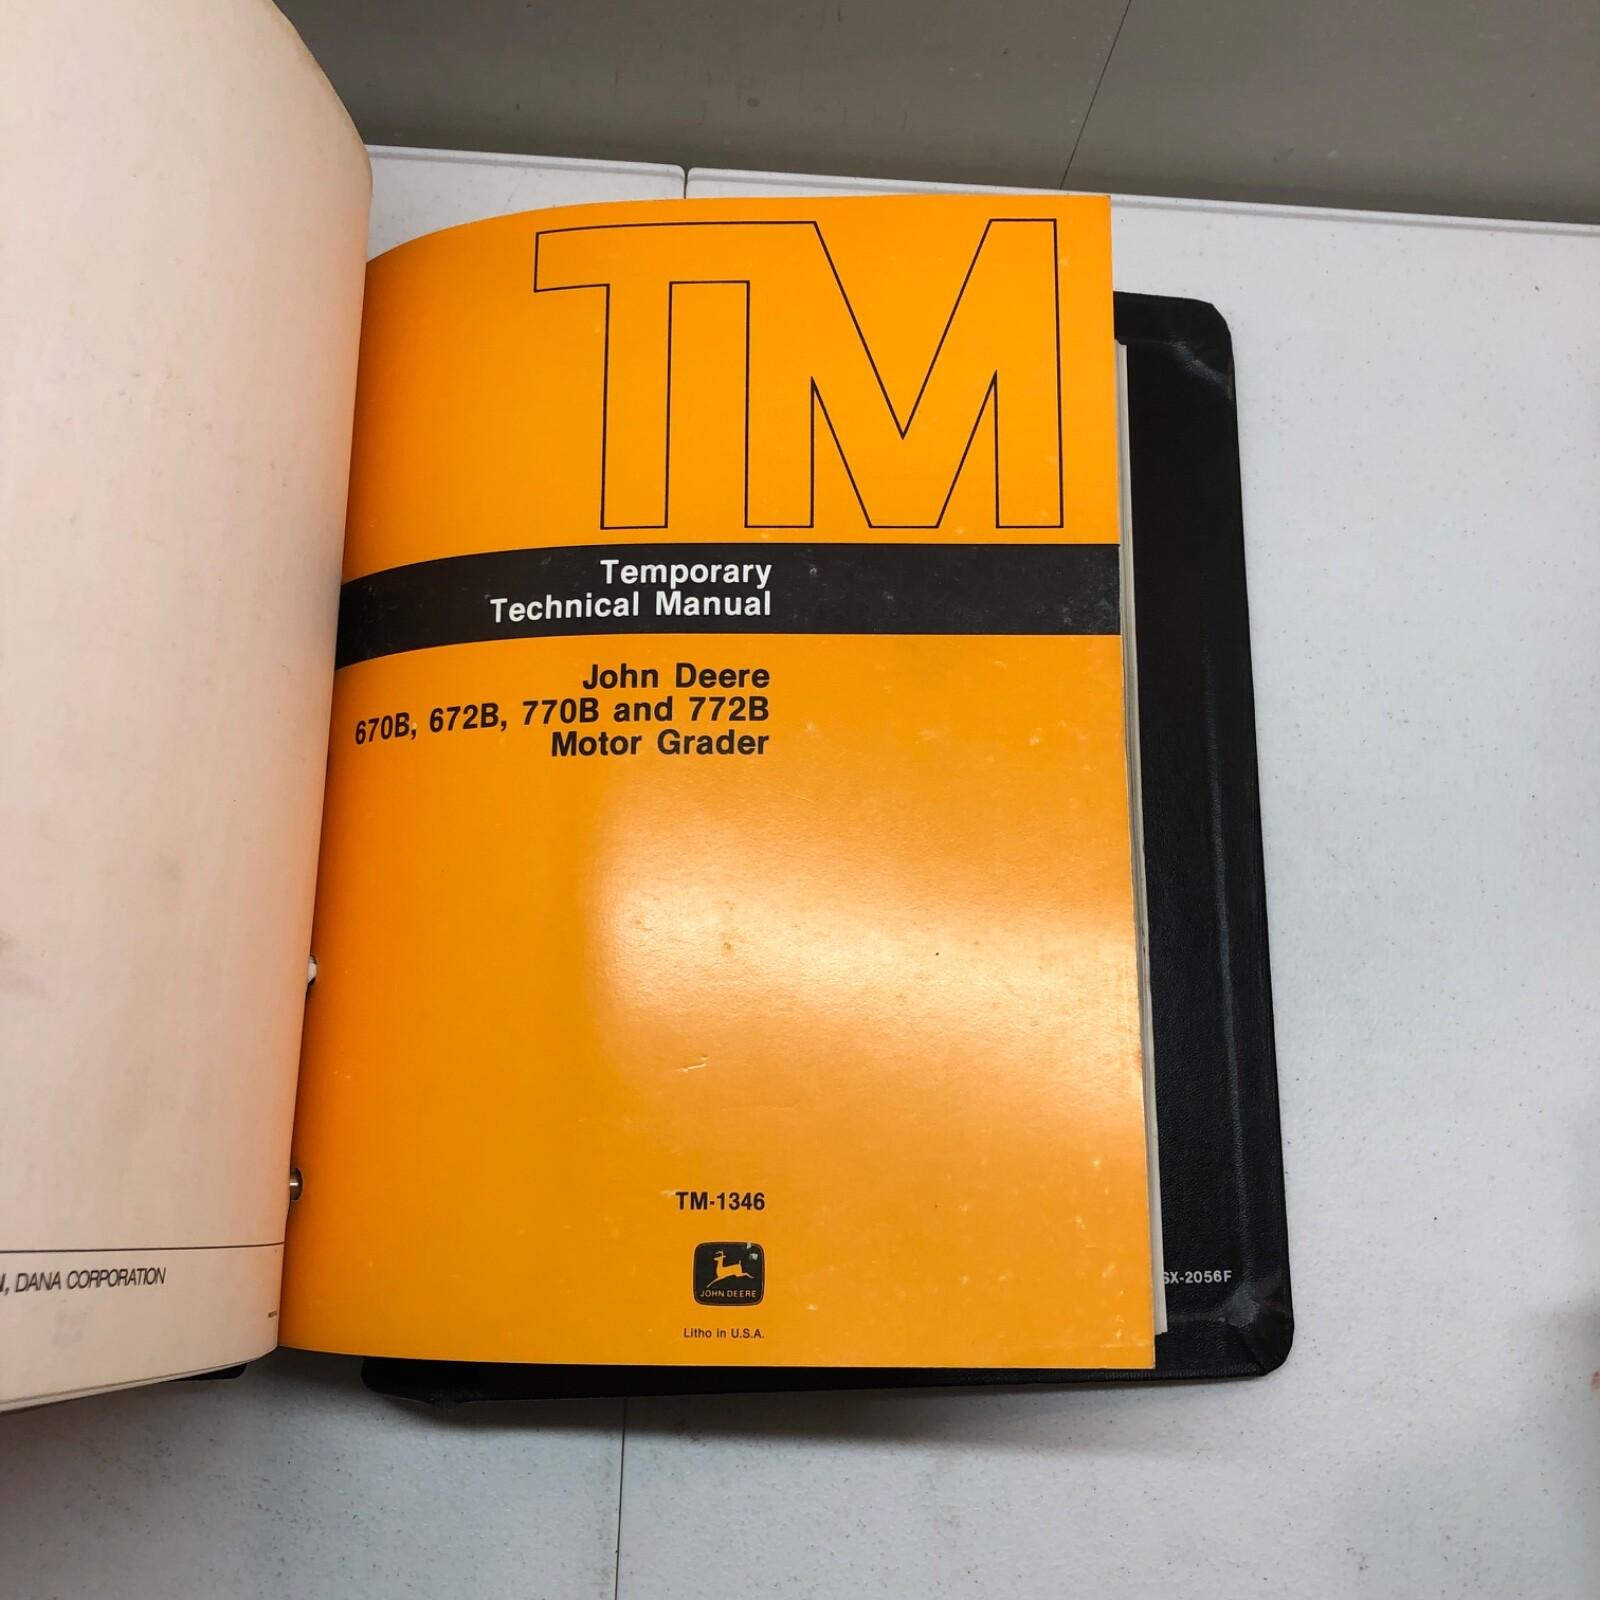 TM
Temporary
Technical Manual
John Deere
670B, 672B, 770B and 772B
Motor Grader
TM-1346
JOHN DEERE
Litho in U.S.A.
DANA CORPORATION
SX-2056F